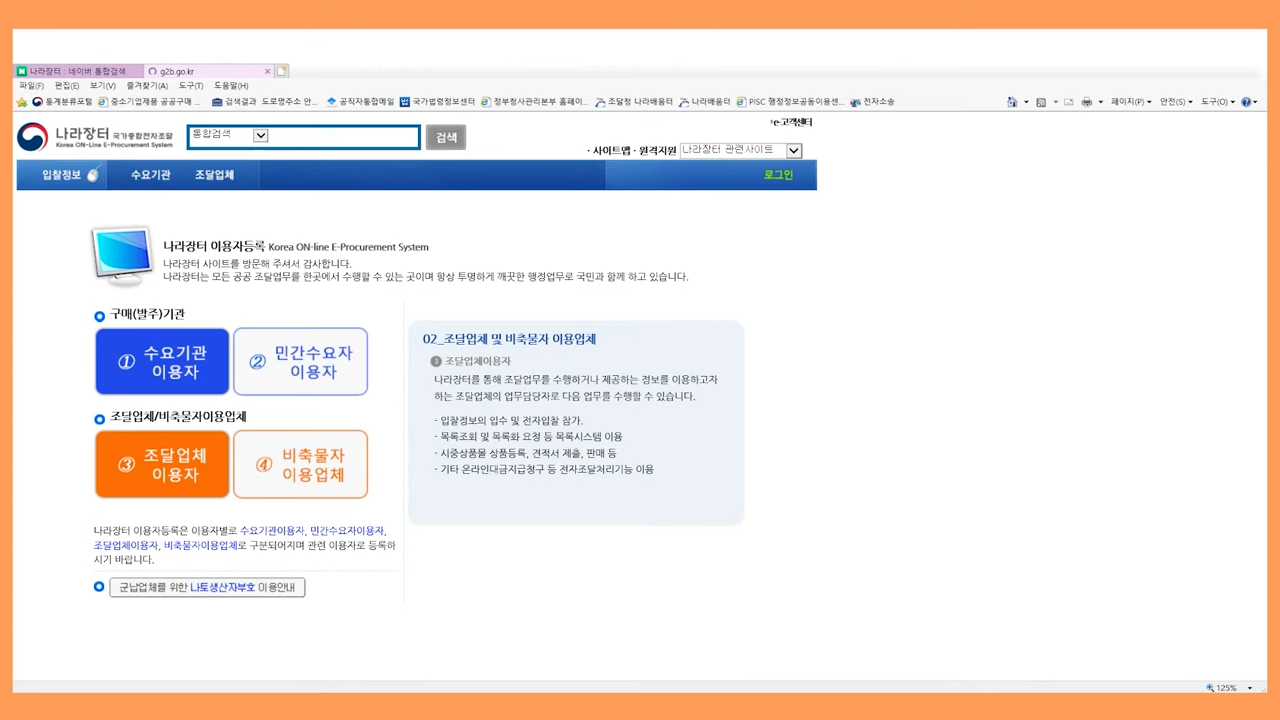 나라장터 : 네이버 통합검색
g2b.go.kr
파일(F) 편집(E) 보기(V) 즐겨찾기(A) 도구(T) 도움말(H)
통계분류포털 중소기업제품 공공구매 ... 검색결과 도로명주소 안... 공직자통합메일 국가법령정보센터 정부청사관리본부 홈페이... 조달청 나라배움터 나라배움터 PISC 행정정보공동이용센... 전자소송
페이지(P) 안전(S) 도구(O)
나라장터 국가종합전자조달
Korea ON-Line E-Procurement System
통합검색
검색
e-고객센터
· 사이트맵 · 원격지원 나라장터 관련사이트
입찰정보 수요기관 조달업체 로그인
나라장터 이용자등록 Korea ON-line E-Procurement System
나라장터 사이트를 방문해 주셔서 감사합니다.
나라장터는 모든 공공 조달업무를 한곳에서 수행할 수 있는 곳이며 항상 투명하게 깨끗한 행정업무로 국민과 함께 하고 있습니다.
구매(발주)기관
① 수요기관
이용자
② 민간수요자
이용자
조달업체/비축물자이용업체
③ 조달업체
이용자
④ 비축물자
이용업체
나라장터 이용자등록은 이용자별로 수요기관이용자, 민간수요자이용자,
조달업체이용자, 비축물자이용업체로 구분되어지며 관련 이용자로 등록하
시기 바랍니다.
군납업체를 위한 나토생산자부호 이용안내
02_조달업체 및 비축물자 이용업체
3 조달업체이용자
나라장터를 통해 조달업무를 수행하거나 제공하는 정보를 이용하고자
하는 조달업체의 업무담당자로 다음 업무를 수행할 수 있습니다.
- 입찰정보의 입수 및 전자입찰 참가.
- 목록조회 및 목록화 요청 등 목록시스템 이용
- 시중상품몰 상품등록, 견적서 제출, 판매 등
- 기타 온라인대금지급청구 등 전자조달처리기능 이용
125%